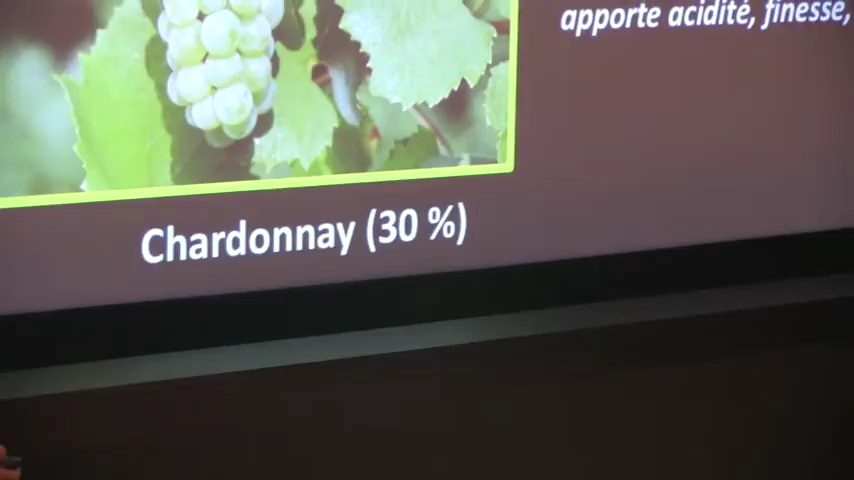 apporte acidité, finesse,
Chardonnay (30 %)